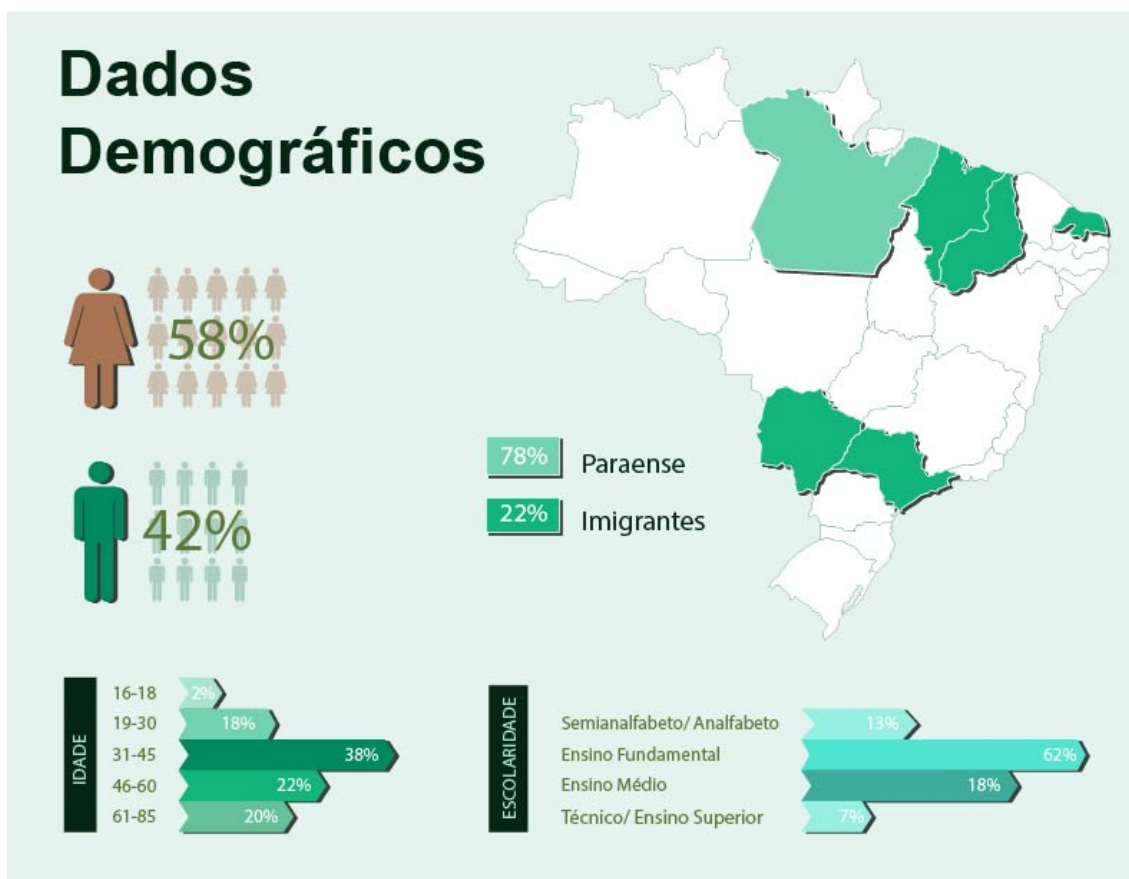 Dados
Demográficos
58%
42%
78% Paraense
22% Imigrantes
IDADE
16-18 2%
19-30 18%
31-45 38%
46-60 22%
61-85 20%
ESCOLARIDADE
Semianalfabeto/ Analfabeto 13%
Ensino Fundamental 62%
Ensino Médio 18%
Técnico/ Ensino Superior 7%